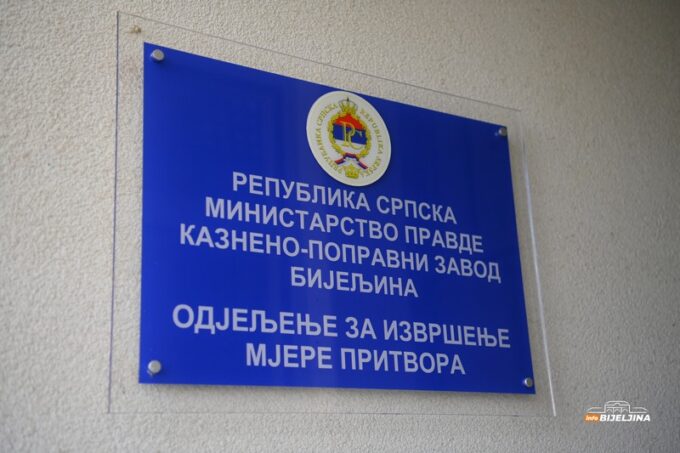 РЕПУБЛИКА СРПСКА
МИНИСТАРСТВО ПРАВДЕ
КАЗНЕНО-ПОПРАВНИ ЗАВОД
БИЈЕЉИНА
ОДЈЕЉЕЊЕ ЗА ИЗВРШЕЊЕ
МЈЕРЕ ПРИТВОРА
Info BIJELJINA